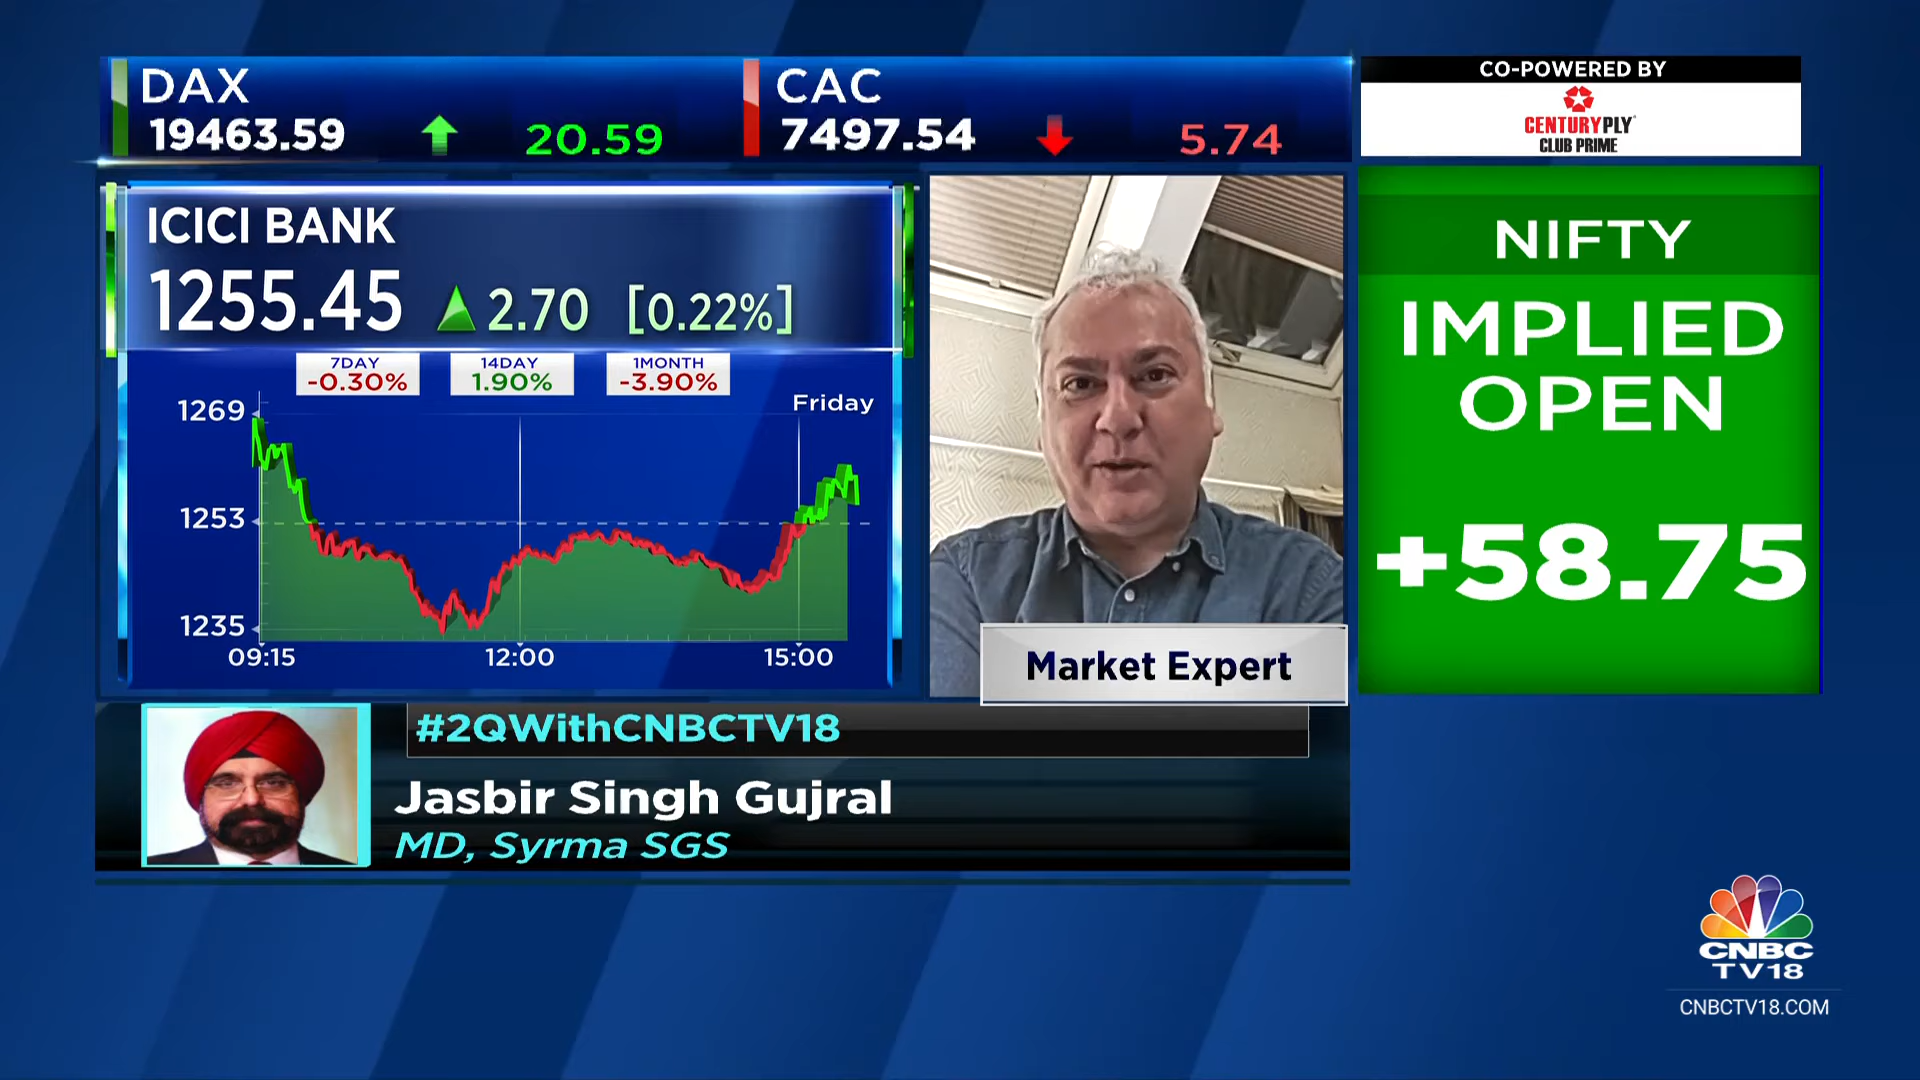 DAX
19463.59 20.59
CAC
7497.54 5.74
CO-POWERED BY
CENTURYPLY
CLUB PRIME
ICICI BANK
1255.45 2.70 [0.22%]
7DAY
-0.30%
14DAY
1.90%
1MONTH
-3.90%
Friday
1269
1253
1235
09:15 12:00 15:00
Market Expert
NIFTY
IMPLIED
OPEN
+58.75
#2QWithCNBCTV18
Jasbir Singh Gujral
MD, Syrma SGS
CNBC
TV18
CNBCTV18.COM